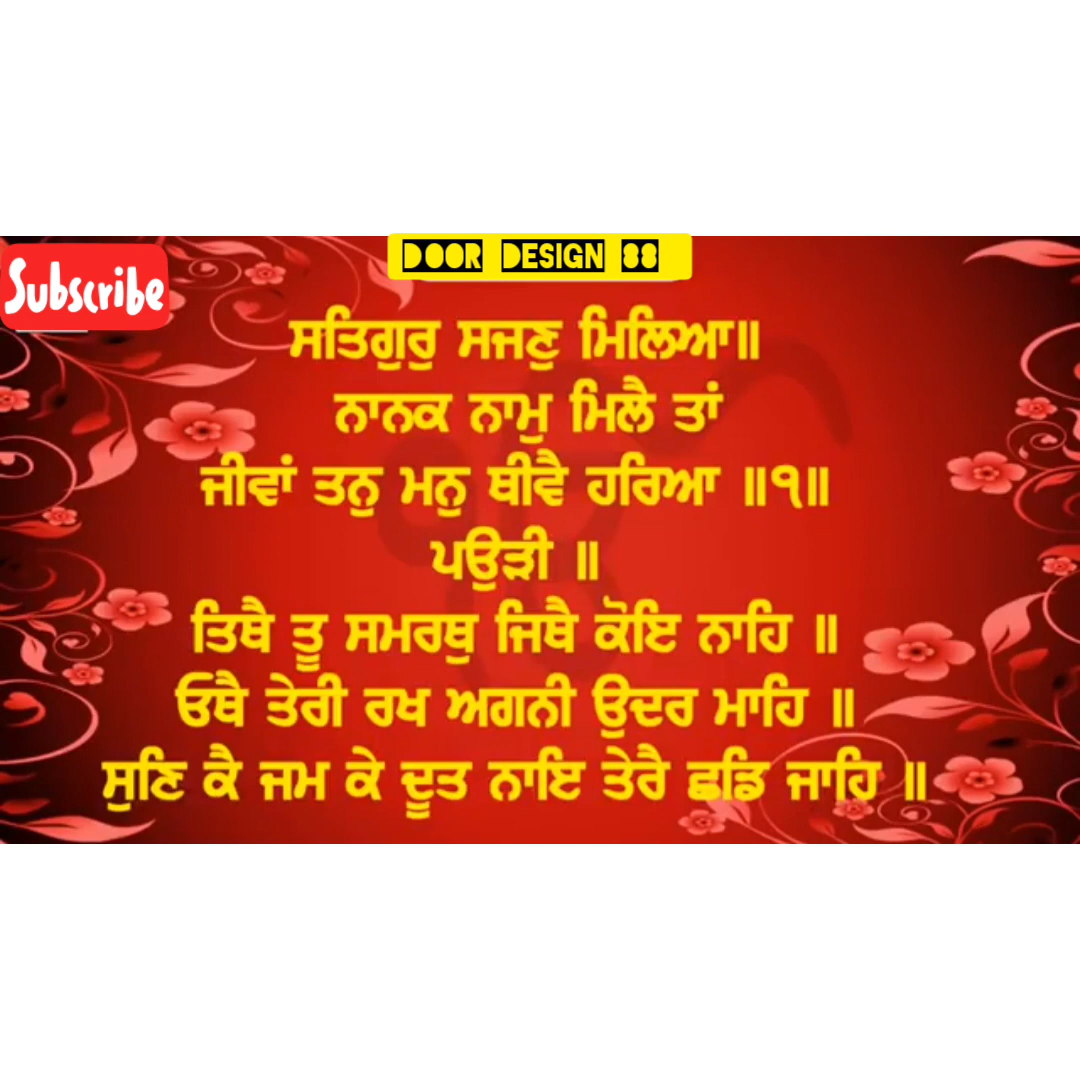 DOOR DESIGN 88
Subscribe
ਸਤਿਗੁਰੁ ਸਜਣੁ ਮਿਲਿਆ॥
ਨਾਨਕ ਨਾਮੁ ਮਿਲੈ ਤਾਂ
ਜੀਵਾਂ ਤਨੁ ਮਨੁ ਥੀਵੈ ਹਰਿਆ ॥੧॥
ਪਉੜੀ ॥
ਤਿਥੈ ਤੂ ਸਮਰਥੁ ਜਿਥੈ ਕੋਇ ਨਾਹਿ ॥
ਓਥੈ ਤੇਰੀ ਰਖ ਅਗਨੀ ਉਦਰ ਮਾਹਿ ॥
ਸੁਣਿ ਕੈ ਜਮ ਕੇ ਦੂਤ ਨਾਇ ਤੇਰੈ ਛਡਿ ਜਾਹਿ ॥